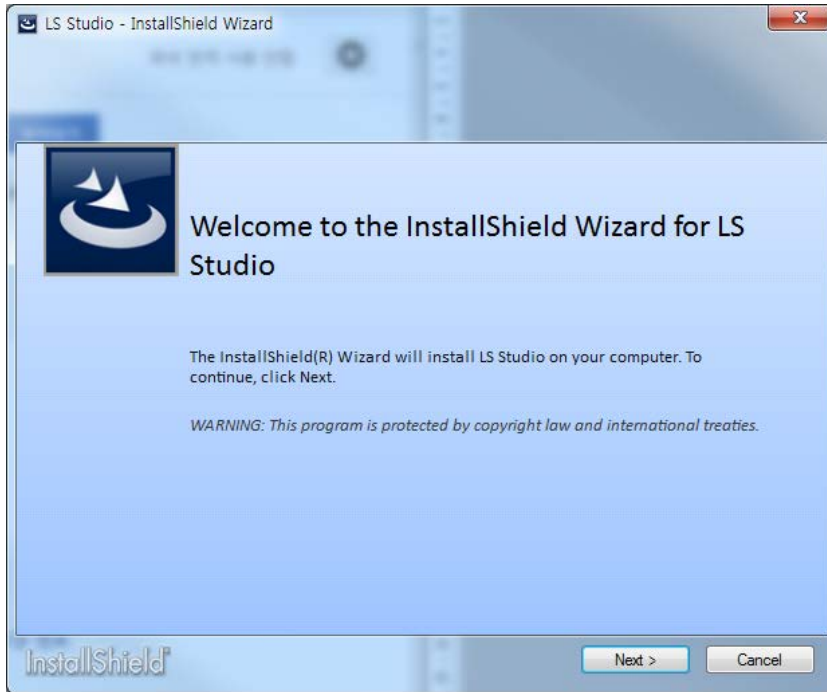 LS Studio - InstallShield Wizard
Welcome to the InstallShield Wizard for LS
Studio
The InstallShield(R) Wizard will install LS Studio on your computer. To
continue, click Next.
WARNING: This program is protected by copyright law and international treaties.
InstallShield
Next >
Cancel